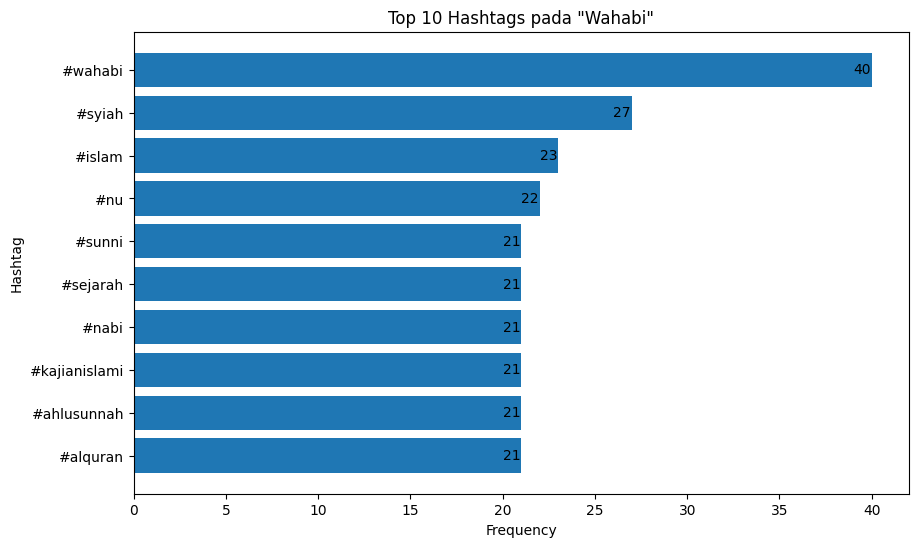 Top 10 Hashtags pada "Wahabi"
Hashtag
#wahabi 40
#syiah 27
#islam 23
#nu 22
#sunni 21
#sejarah 21
#nabi 21
#kajianislami 21
#ahlusunnah 21
#alquran 21
0 5 10 15 20 25 30 35 40
Frequency